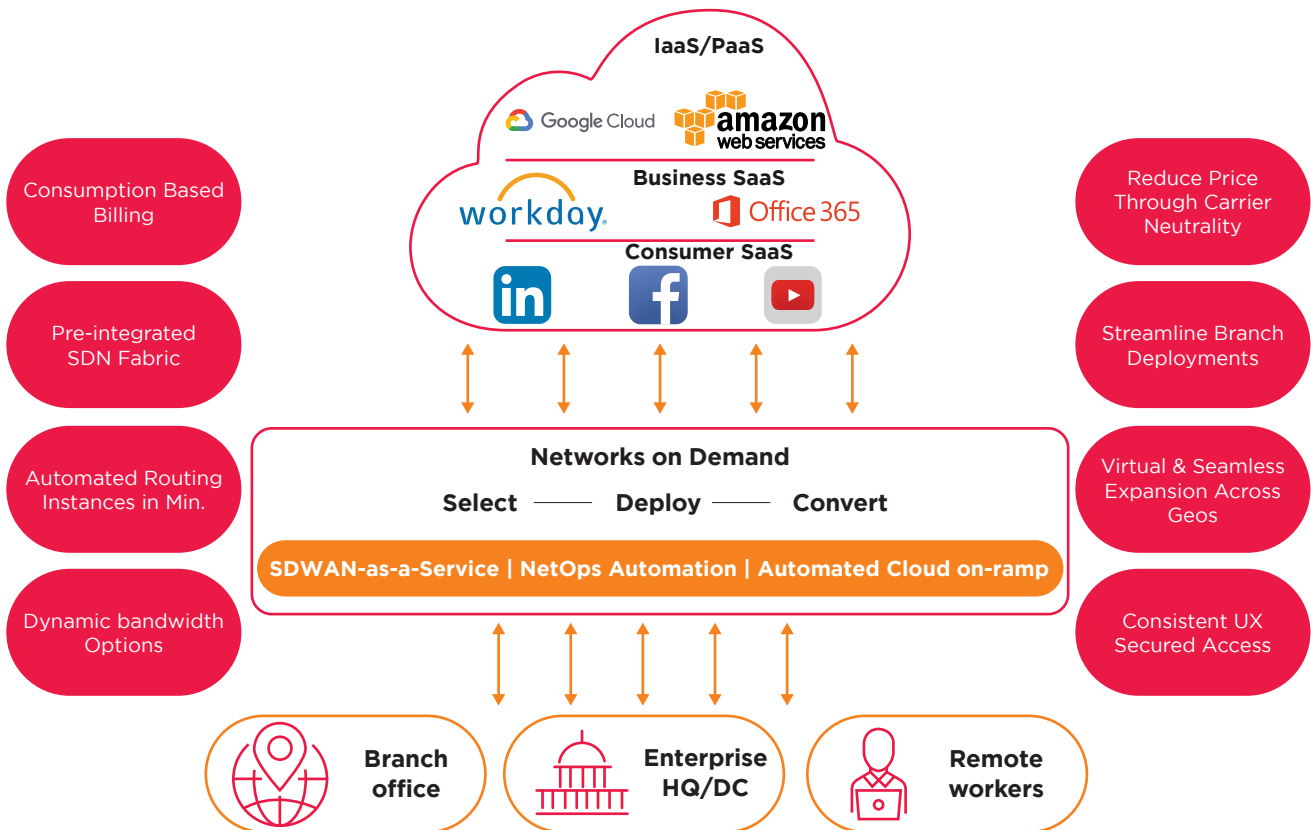 IaaS/PaaS
Google Cloud
amazon
web services
Business SaaS
workday.
Office 365
Consumer SaaS
in
f
Consumption Based
Billing
Pre-integrated
SDN Fabric
Automated Routing
Instances in Min.
Dynamic bandwidth
Options
Networks on Demand
Select Deploy Convert
SDWAN-as-a-Service | NetOps Automation | Automated Cloud on-ramp
Reduce Price
Through Carrier
Neutrality
Streamline Branch
Deployments
Virtual & Seamless
Expansion Across
Geos
Consistent UX
Secured Access
Branch
office
Enterprise
HQ/DC
Remote
workers